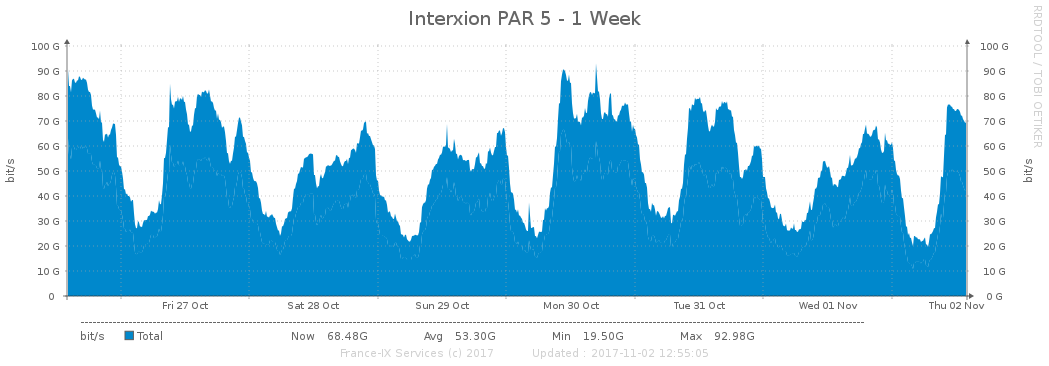 Interxion PAR 5 - 1 Week
RRDTOOL / TOBI OETIKER
bit/s
100 G 100 G
90 G 90 G
80 G 80 G
70 G 70 G
60 G 60 G
50 G 50 G
40 G 40 G
30 G 30 G
20 G 20 G
10 G 10 G
0 0 G
bit/s
Fri 27 Oct Sat 28 Oct Sun 29 Oct Mon 30 Oct Tue 31 Oct Wed 01 Nov Thu 02 Nov
bit/s Total Now 68.48G Avg 53.30G Min 19.50G Max 92.98G
France-IX Services (c) 2017 Updated : 2017-11-02 12:55:05